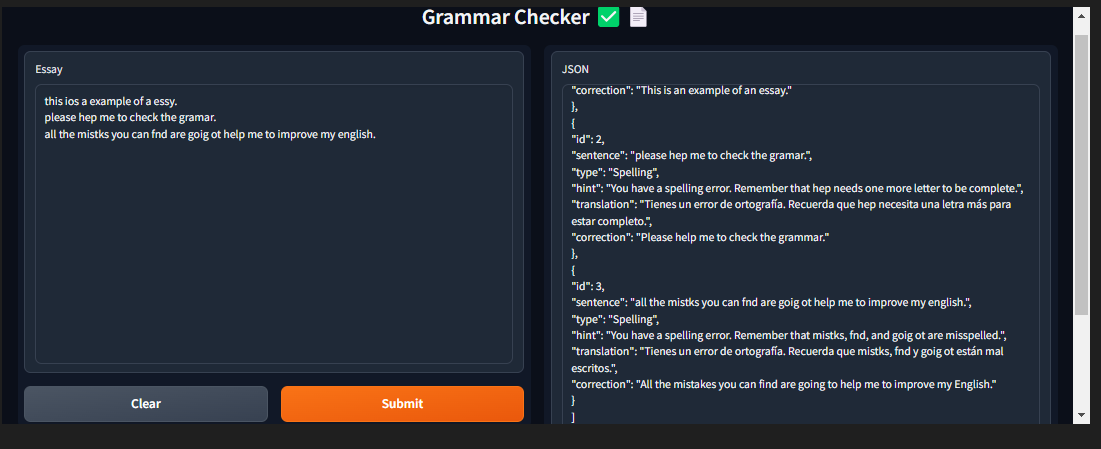 Grammar Checker ✅ 📄
Essay
this ios a example of a essy.
please hep me to check the gramar.
all the mistks you can fnd are goig ot help me to improve my english.
Clear
Submit
JSON
"correction": "This is an example of an essay."
},
{
"id": 2,
"sentence": "please hep me to check the gramar.",
"type": "Spelling",
"hint": "You have a spelling error. Remember that hep needs one more letter to be complete.",
"translation": "Tienes un error de ortografía. Recuerda que hep necesita una letra más para
estar completo.",
"correction": "Please help me to check the grammar."
},
{
"id": 3,
"sentence": "all the mistks you can fnd are goig ot help me to improve my english.",
"type": "Spelling",
"hint": "You have a spelling error. Remember that mistks, fnd, and goig ot are misspelled.",
"translation": "Tienes un error de ortografía. Recuerda que mistks, fnd y goig ot están mal
escritos.",
"correction": "All the mistakes you can find are going to help me to improve my English."
}
]